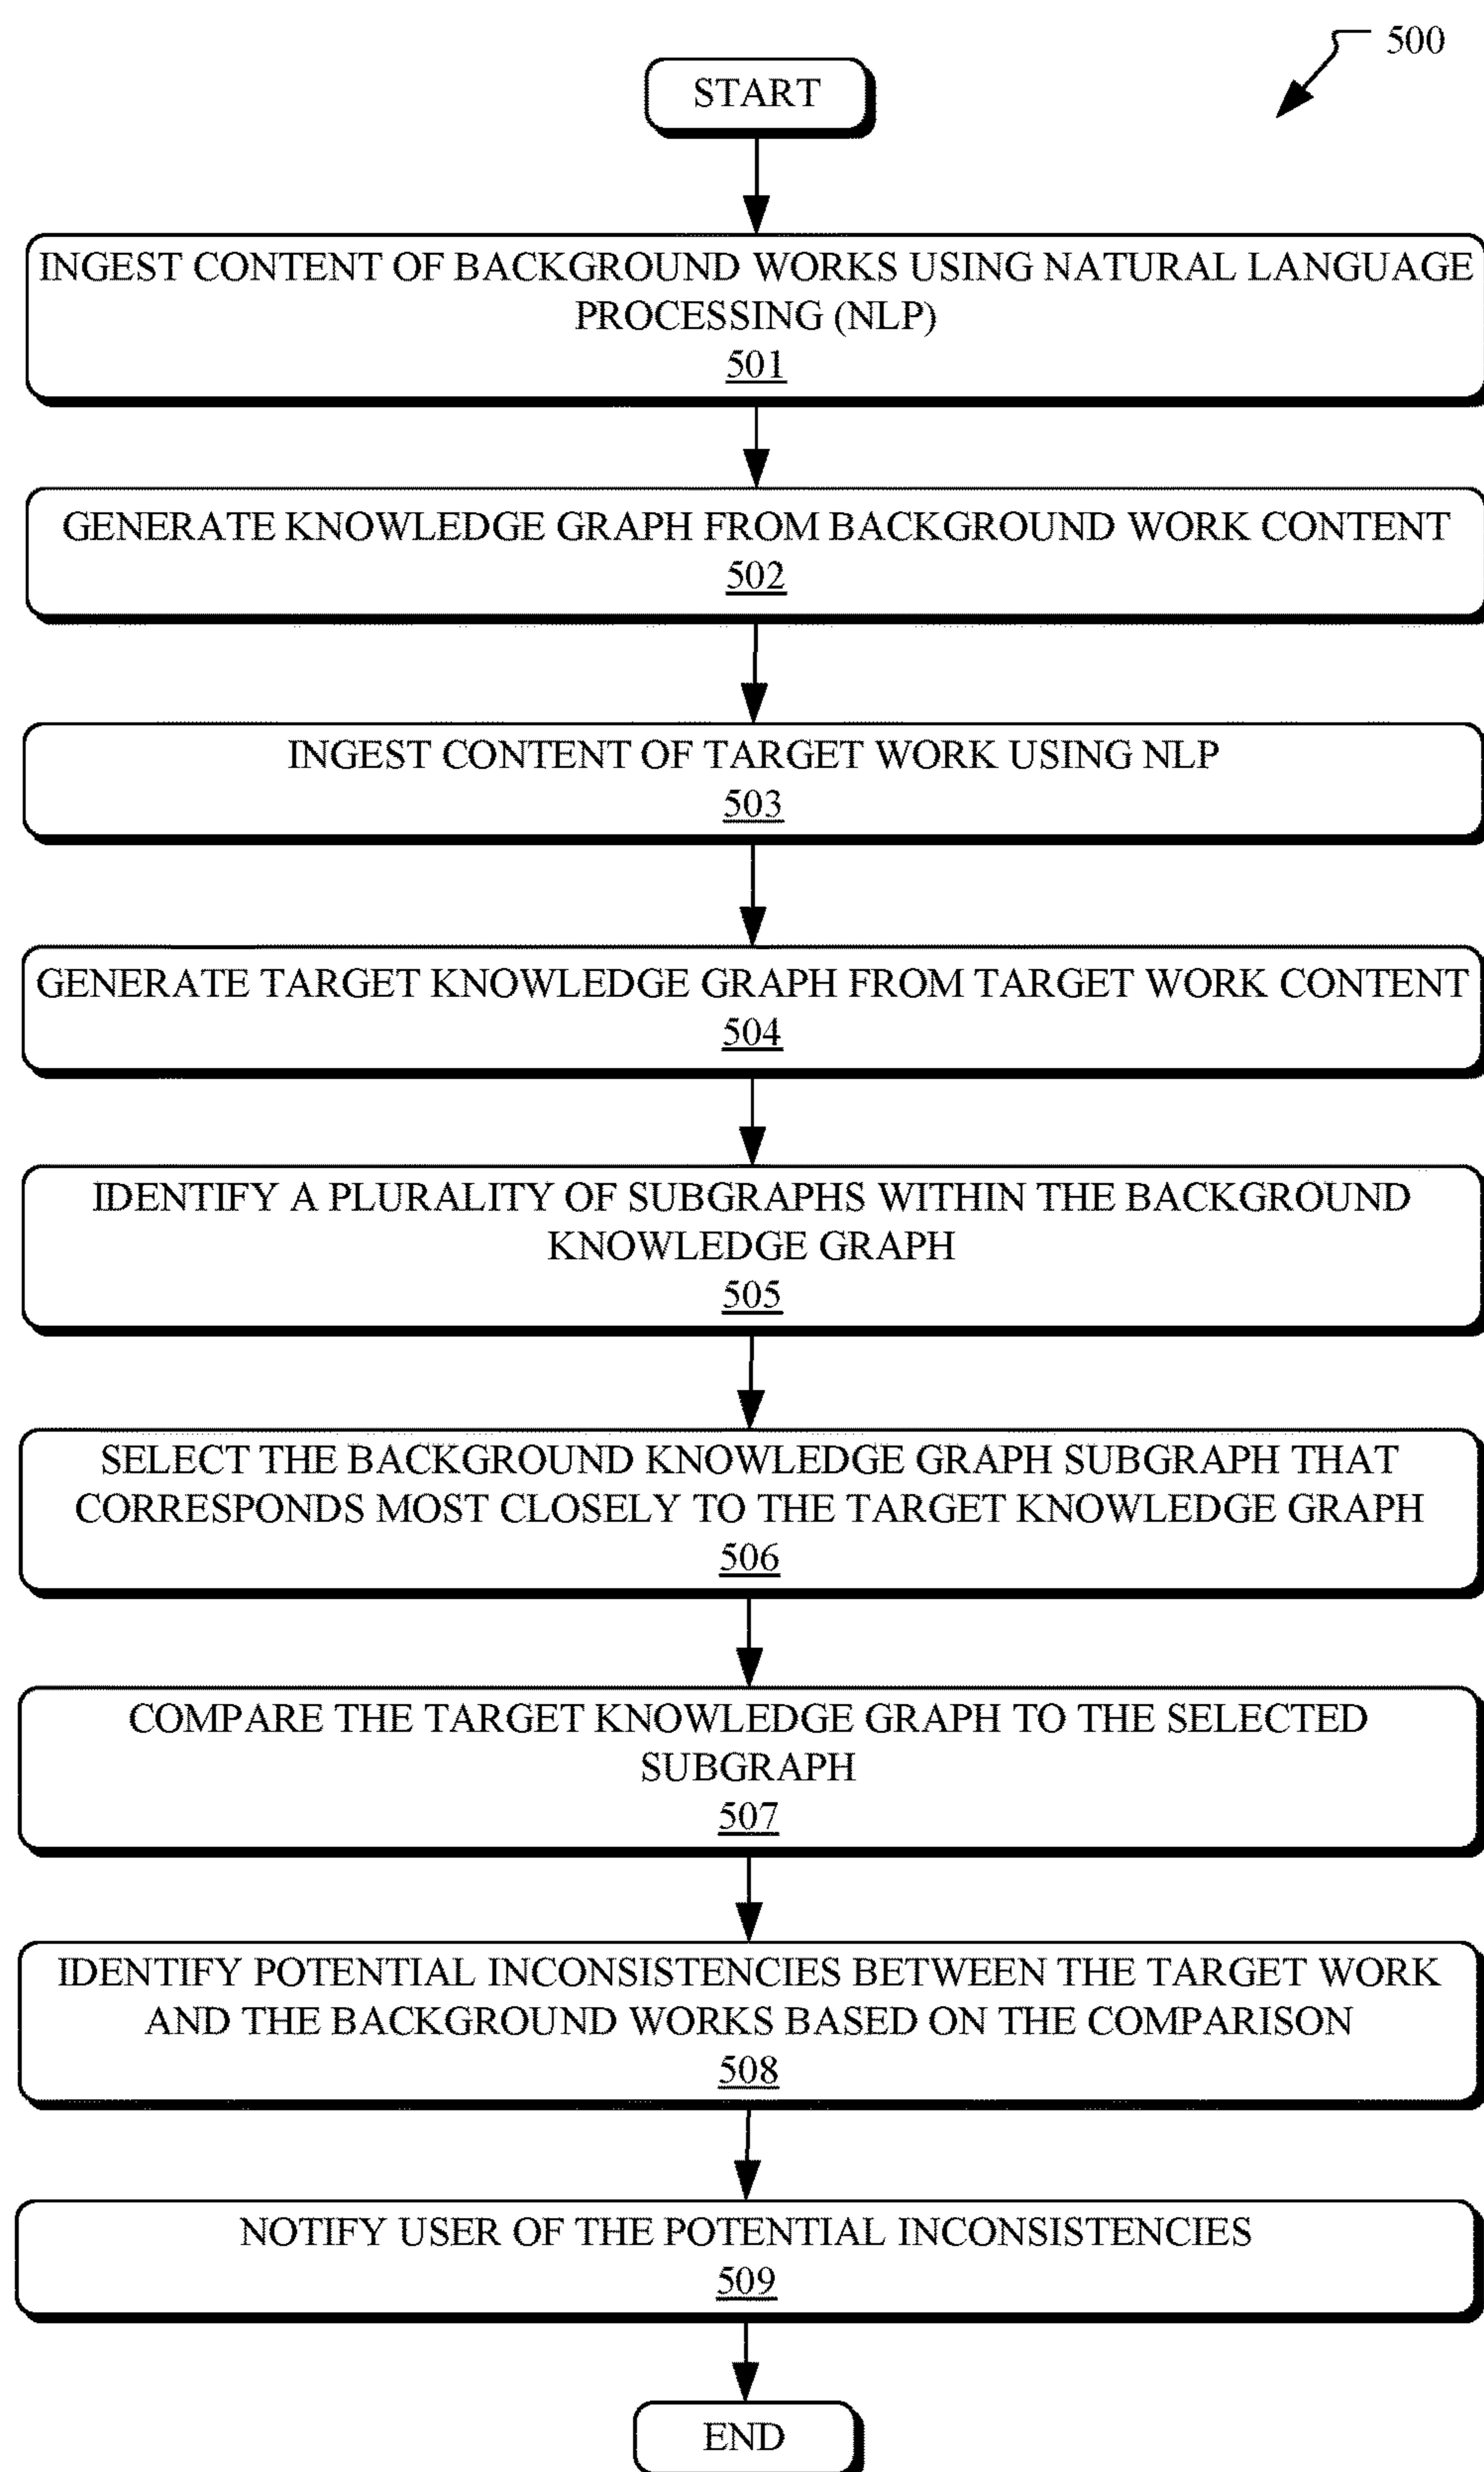 500
START
INGEST CONTENT OF BACKGROUND WORKS USING NATURAL LANGUAGE
PROCESSING (NLP)
501
GENERATE KNOWLEDGE GRAPH FROM BACKGROUND WORK CONTENT
502
INGEST CONTENT OF TARGET WORK USING NLP
503
GENERATE TARGET KNOWLEDGE GRAPH FROM TARGET WORK CONTENT
504
IDENTIFY A PLURALITY OF SUBGRAPHS WITHIN THE BACKGROUND
KNOWLEDGE GRAPH
505
SELECT THE BACKGROUND KNOWLEDGE GRAPH SUBGRAPH THAT
CORRESPONDS MOST CLOSELY TO THE TARGET KNOWLEDGE GRAPH
506
COMPARE THE TARGET KNOWLEDGE GRAPH TO THE SELECTED
SUBGRAPH
507
IDENTIFY POTENTIAL INCONSISTENCIES BETWEEN THE TARGET WORK
AND THE BACKGROUND WORKS BASED ON THE COMPARISON
508
NOTIFY USER OF THE POTENTIAL INCONSISTENCIES
509
END